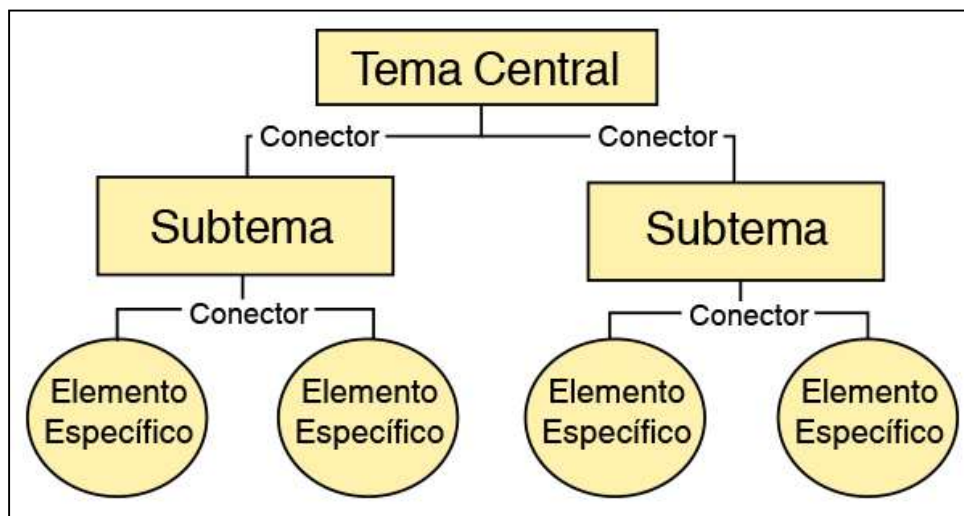 Tema Central
Conector
Conector
Subtema
Subtema
Conector
Conector
Elemento
Específico
Elemento
Específico
Elemento
Específico
Elemento
Específico